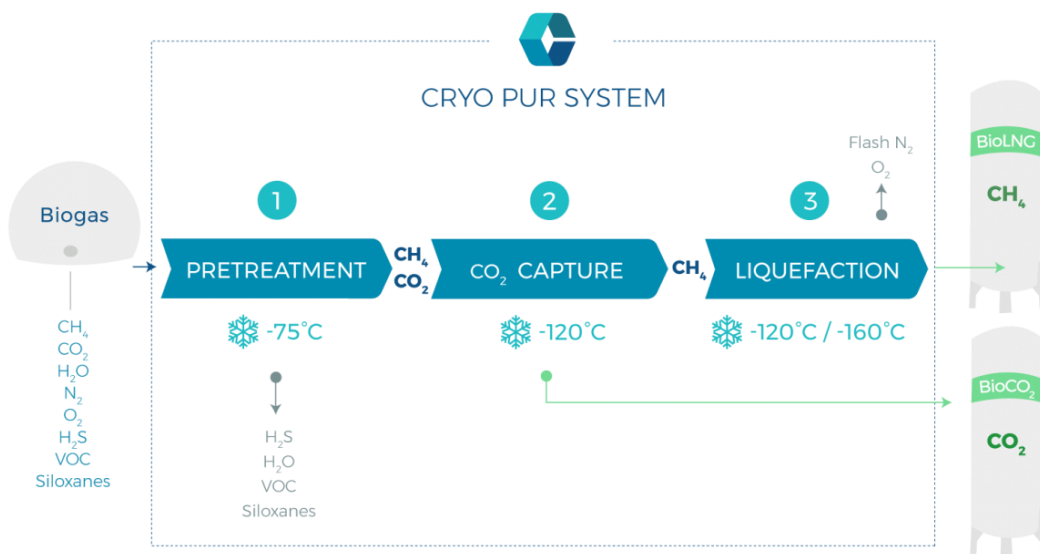 CRYO PUR SYSTEM
Biogas
CH₄
CO₂
H₂O
N₂
O₂
H₂S
VOC
Siloxanes
1
PRETREATMENT
-75°C
H₂S
H₂O
VOC
Siloxanes
CH₄
CO₂
2
CO₂ CAPTURE
-120°C
CH₄
3
LIQUEFACTION
-120°C / -160°C
Flash N₂
O₂
BioLNG
CH₄
BioCO₂
CO₂